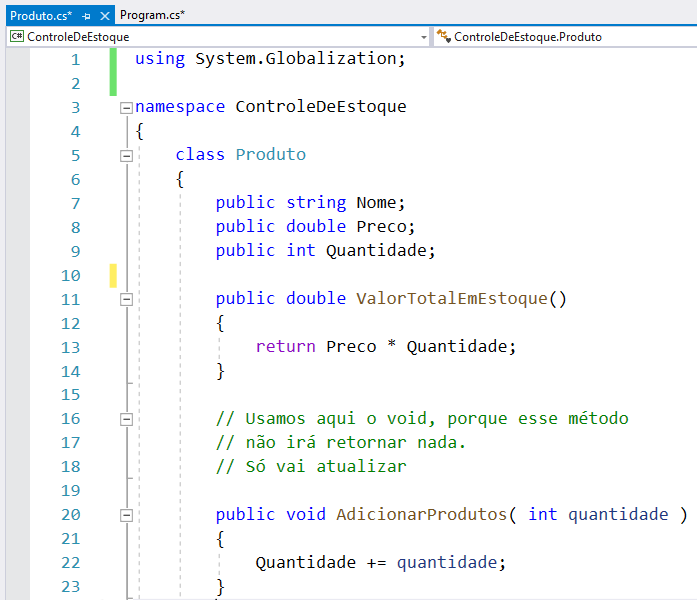 Produto.cs* Program.cs*
C# ControleDeEstoque ControleDeEstoque.Produto
1 using System.Globalization;
2
3 namespace ControleDeEstoque
4 {
5 class Produto
6 {
7 public string Nome;
8 public double Preco;
9 public int Quantidade;
10
11 public double ValorTotalEmEstoque()
12 {
13 return Preco * Quantidade;
14 }
15
16 // Usamos aqui o void, porque esse método
17 // não irá retornar nada.
18 // Só vai atualizar
19
20 public void AdicionarProdutos( int quantidade )
21 {
22 Quantidade += quantidade;
23 }